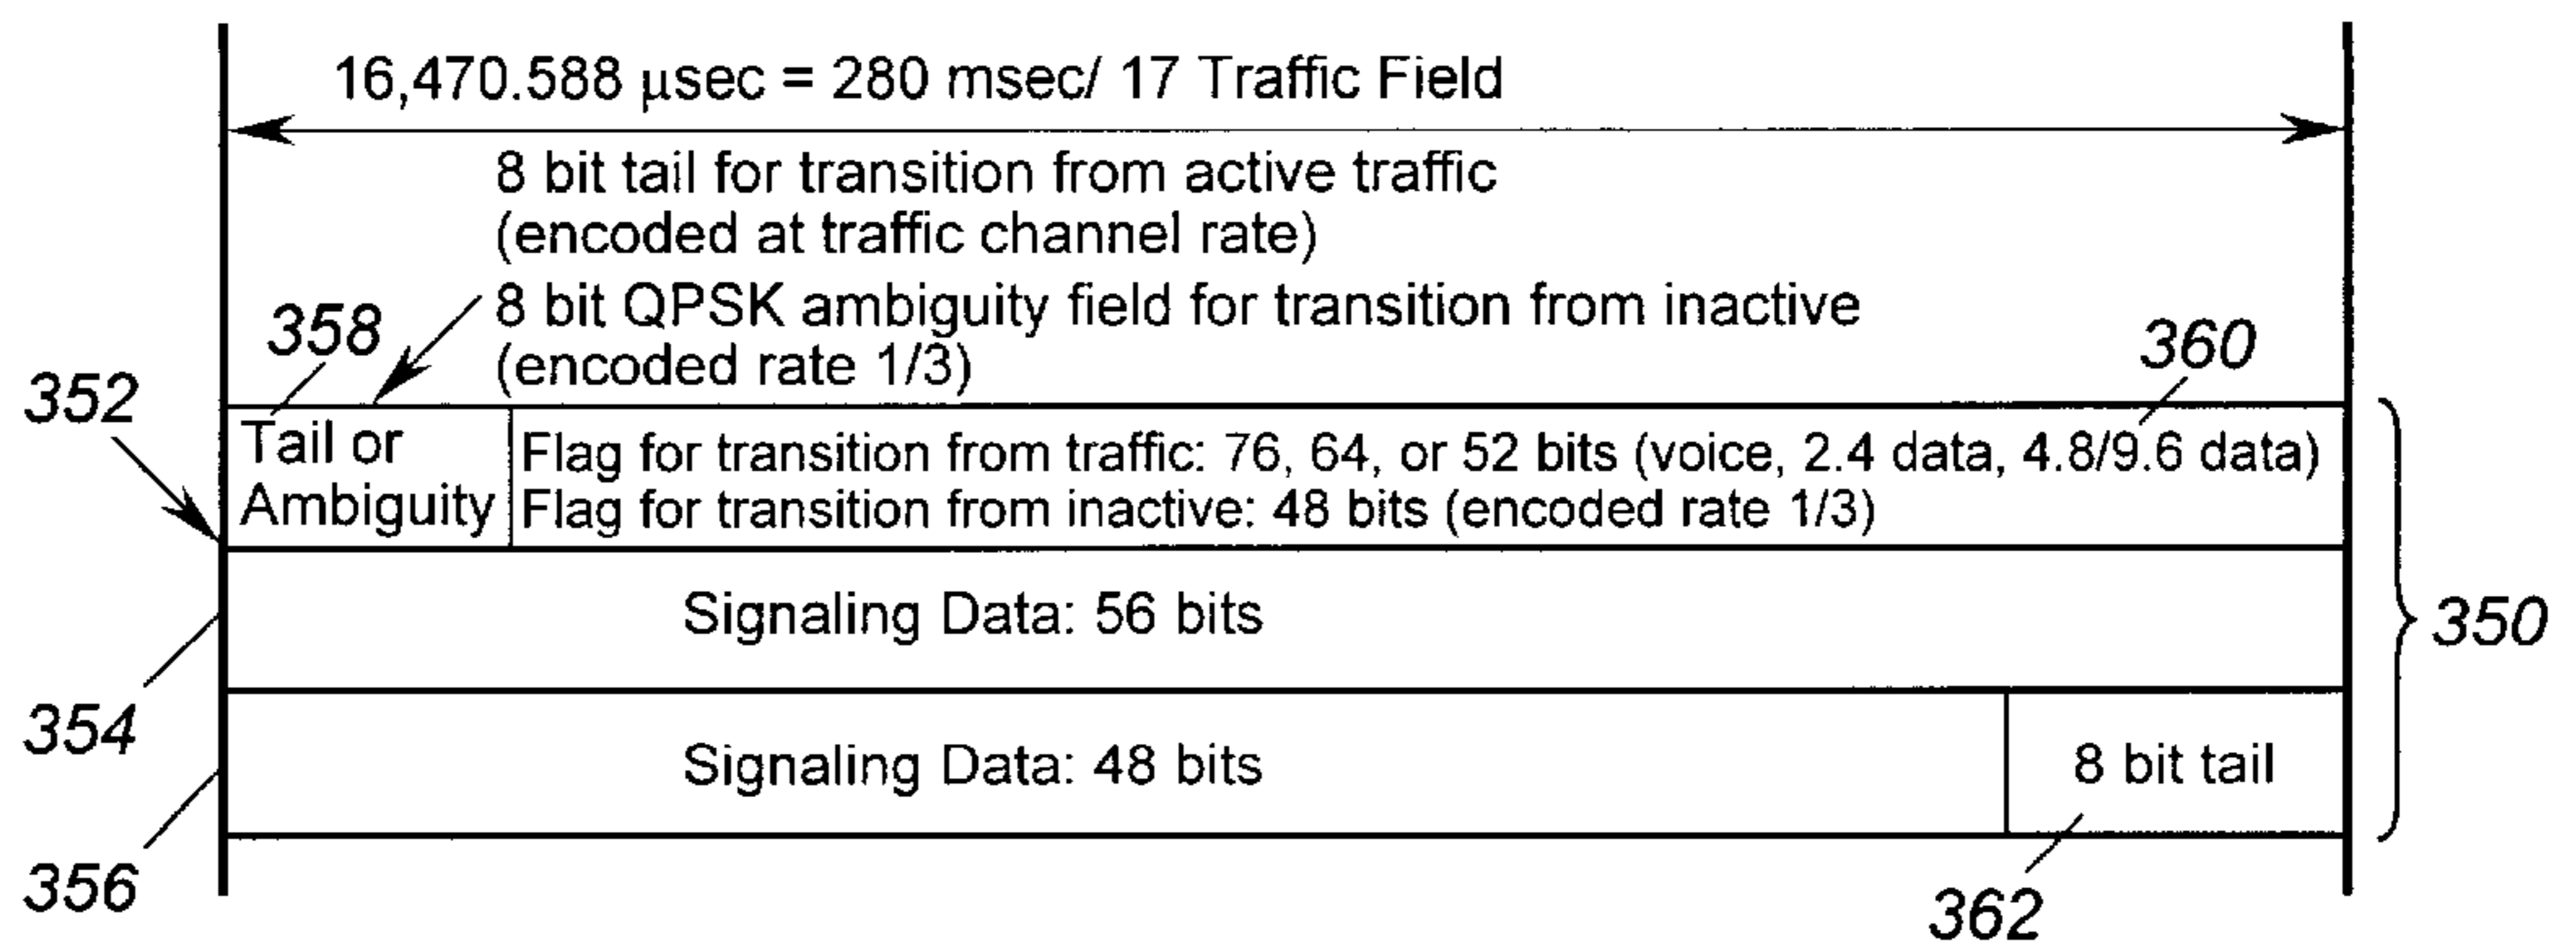 16,470.588 μsec = 280 msec/ 17 Traffic Field
8 bit tail for transition from active traffic
(encoded at traffic channel rate)
8 bit QPSK ambiguity field for transition from inactive
(encoded rate 1/3)
358
360
352
Tail or
Ambiguity
Flag for transition from traffic: 76, 64, or 52 bits (voice, 2.4 data, 4.8/9.6 data)
Flag for transition from inactive: 48 bits (encoded rate 1/3)
Signaling Data: 56 bits
350
354
Signaling Data: 48 bits
8 bit tail
356
362